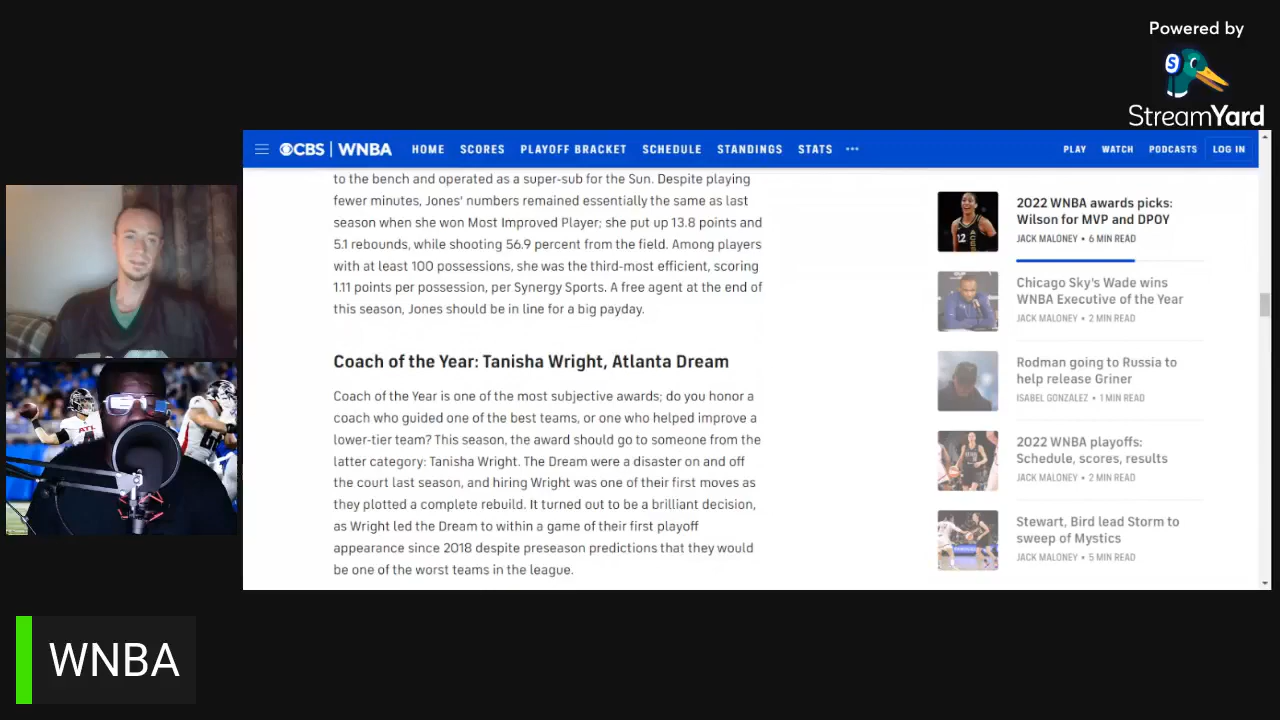 Powered by
StreamYard
CBS | WNBA HOME SCORES PLAYOFF BRACKET SCHEDULE STANDINGS STATS ••• PLAY WATCH PODCASTS LOG IN
to the bench and operated as a super-sub for the Sun. Despite playing
fewer minutes, Jones' numbers remained essentially the same as last
season when she won Most Improved Player; she put up 13.8 points and
5.1 rebounds, while shooting 56.9 percent from the field. Among players
with at least 100 possessions, she was the third-most efficient, scoring
1.11 points per possession, per Synergy Sports. A free agent at the end of
this season, Jones should be in line for a big payday.
Coach of the Year: Tanisha Wright, Atlanta Dream
Coach of the Year is one of the most subjective awards; do you honor a
coach who guided one of the best teams, or one who helped improve a
lower-tier team? This season, the award should go to someone from the
latter category: Tanisha Wright. The Dream were a disaster on and off
the court last season, and hiring Wright was one of their first moves as
they plotted a complete rebuild. It turned out to be a brilliant decision,
as Wright led the Dream to within a game of their first playoff
appearance since 2018 despite preseason predictions that they would
be one of the worst teams in the league.
2022 WNBA awards picks:
Wilson for MVP and DPOY
JACK MALONEY • 6 MIN READ
Chicago Sky's Wade wins
WNBA Executive of the Year
JACK MALONEY • 2 MIN READ
Rodman going to Russia to
help release Griner
ISABEL GONZALEZ • 1 MIN READ
2022 WNBA playoffs:
Schedule, scores, results
JACK MALONEY • 2 MIN READ
Stewart, Bird lead Storm to
sweep of Mystics
JACK MALONEY • 5 MIN READ
ATL
WNBA